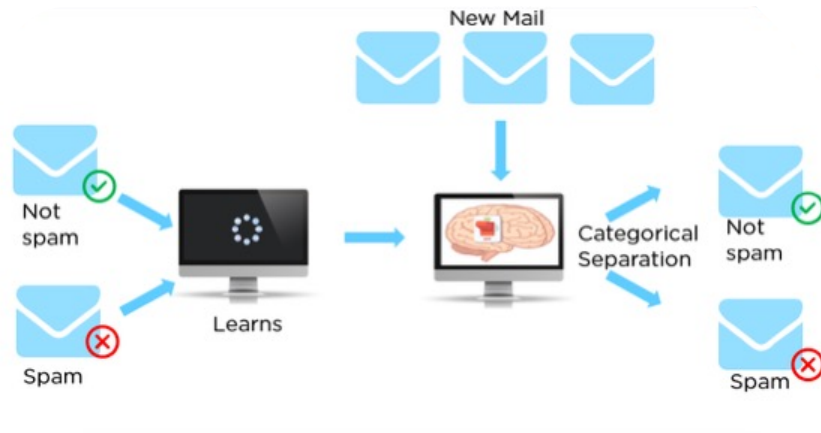 New Mail
Not
spam
Spam
Learns
Categorical
Separation
Not
spam
Spam